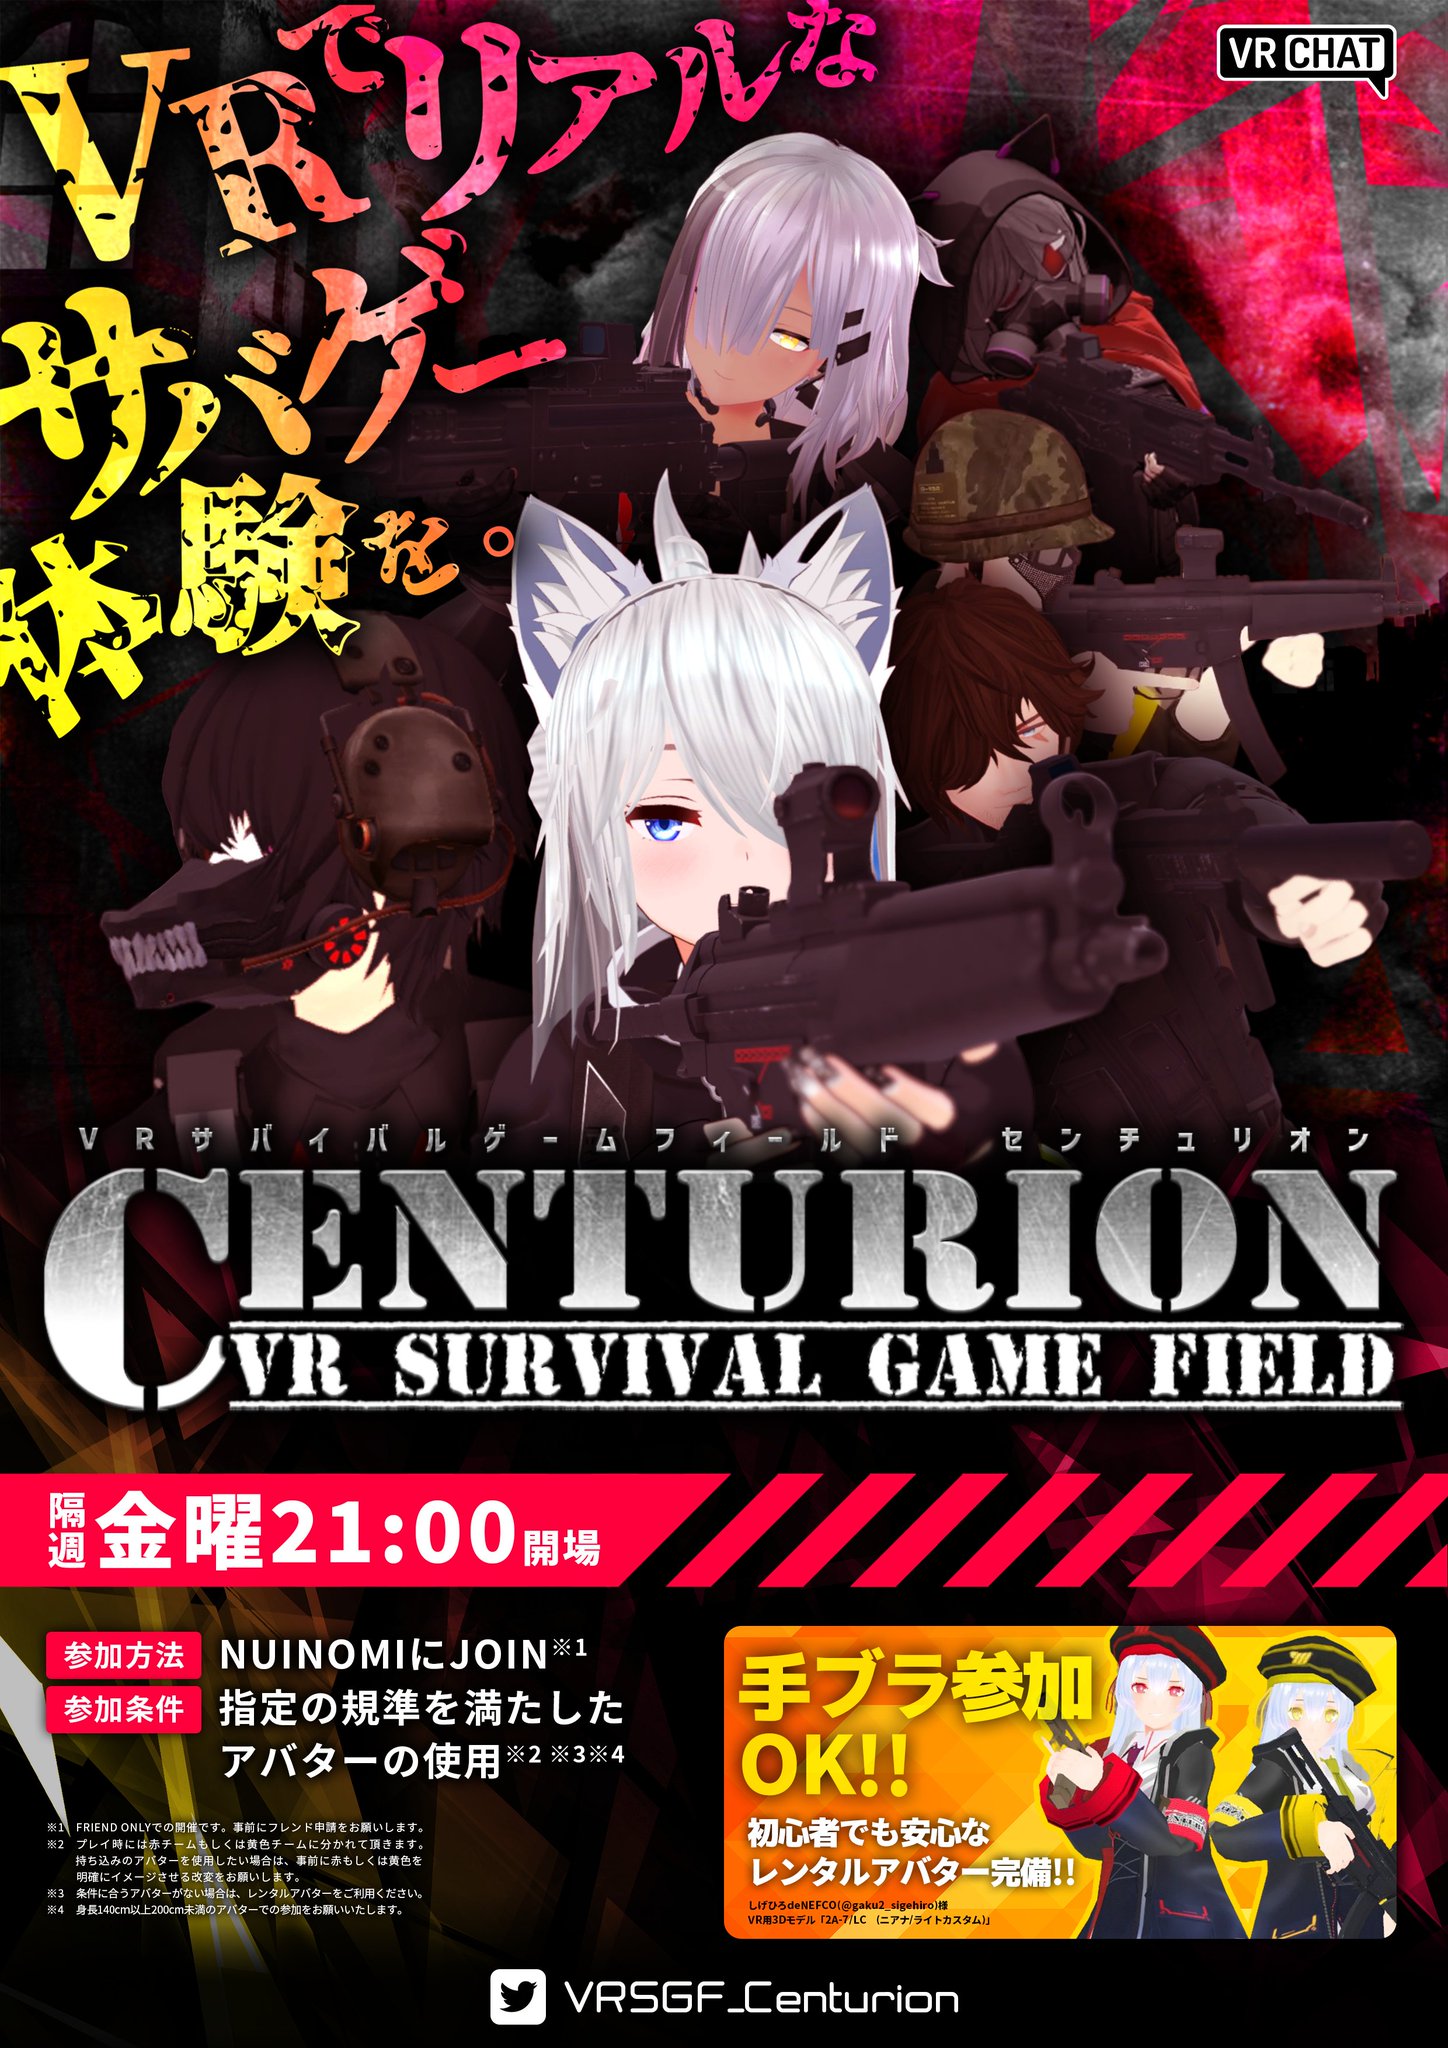 VRでリアルな
サバゲー
体験を。
VR CHAT
VRサバイバルゲームフィールド センチュリオン
CENTURION
VR SURVIVAL GAME FIELD
隔週 金曜21:00開場
参加方法 NUINOMIにJOIN※1
参加条件 指定の規準を満たした
アバターの使用※2 ※3※4
※1 FRIEND ONLYでの開催です。事前にフレンド申請をお願いします。
※2 プレイ時には赤チームもしくは黄色チームに分かれて頂きます。
持ち込みのアバターを使用したい場合は、事前に赤もしくは黄色を
明確にイメージさせる改変をお願いします。
※3 条件に合うアバターがない場合は、レンタルアバターをご利用ください。
※4 身長140cm以上200cm未満のアバターでの参加をお願いいたします。
手ブラ参加
OK!!
初心者でも安心な
レンタルアバター完備!!
しげひろdeNEFCO(@gaku2_sigehiro)様
VR用3Dモデル「2A-7/LC （ニアナ/ライトカスタム)」
VRSGF_Centurion